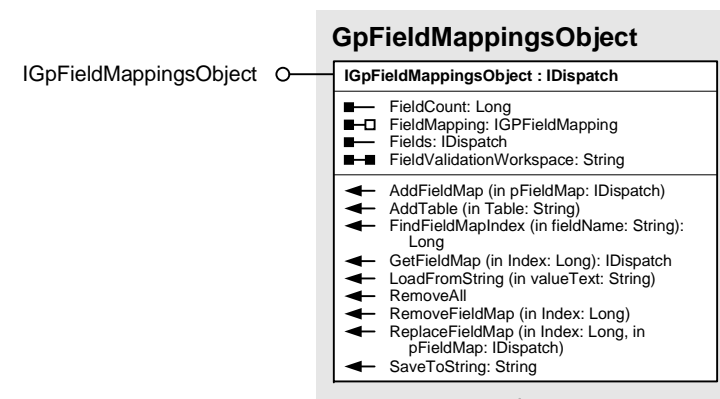 GpFieldMappingsObject
IGpFieldMappingsObject
IGpFieldMappingsObject : IDispatch
FieldCount: Long
FieldMapping: IGPFieldMapping
Fields: IDispatch
FieldValidationWorkspace: String
AddFieldMap (in pFieldMap: IDispatch)
AddTable (in Table: String)
FindFieldMapIndex (in fieldName: String):
Long
GetFieldMap (in Index: Long): IDispatch
LoadFromString (in valueText: String)
RemoveAll
RemoveFieldMap (in Index: Long)
ReplaceFieldMap (in Index: Long, in
pFieldMap: IDispatch)
SaveToString: String